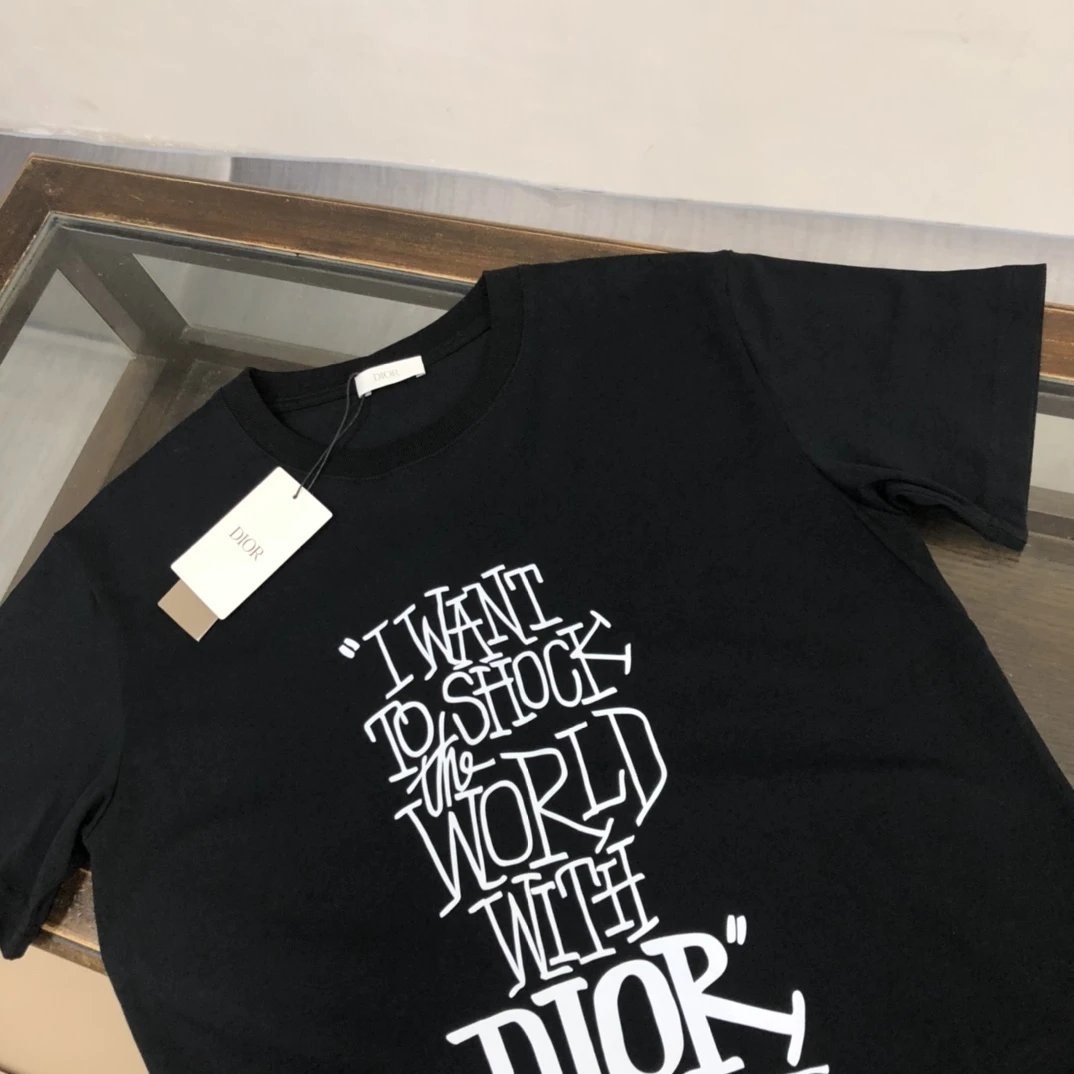 DIOR
DIOR
"I WANT
TO SHOCK
the
WORLD
WITH
DIOR"